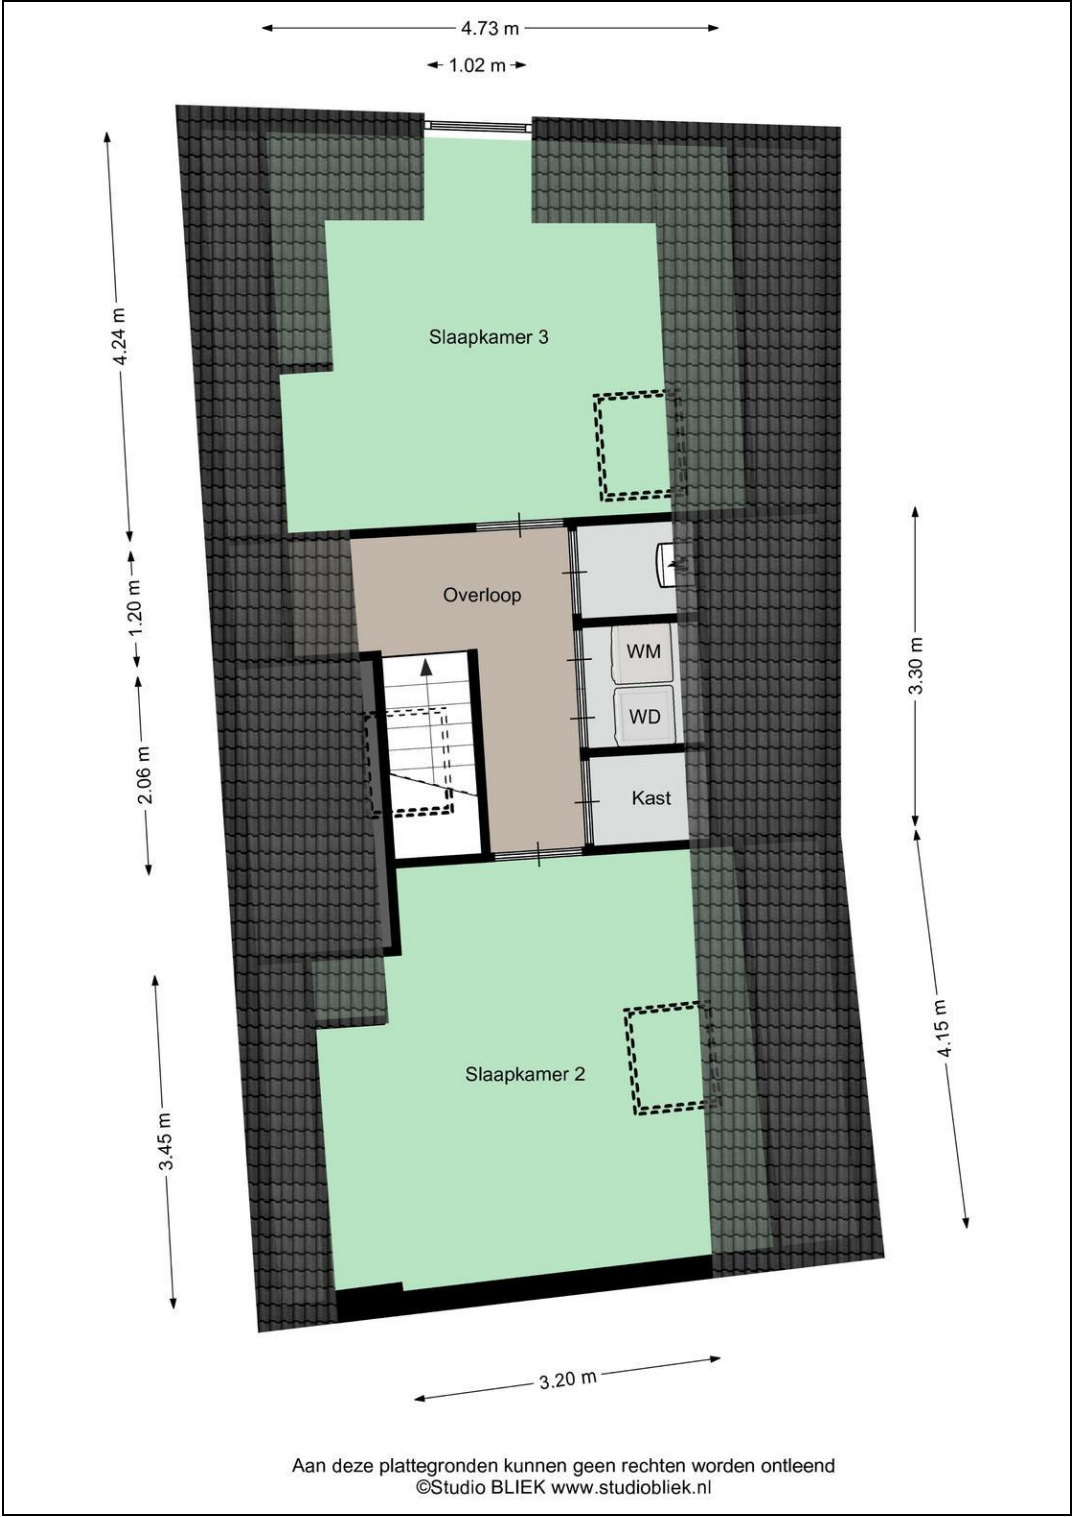 4.73 m
1.02 m
4.24 m
Slaapkamer 3
1.20 m
Overloop
3.30 m
WM
WD
2.06 m
Kast
4.15 m
Slaapkamer 2
3.45 m
3.20 m
Aan deze plattegronden kunnen geen rechten worden ontleend
©Studio BLIEK www.studiobliek.nl